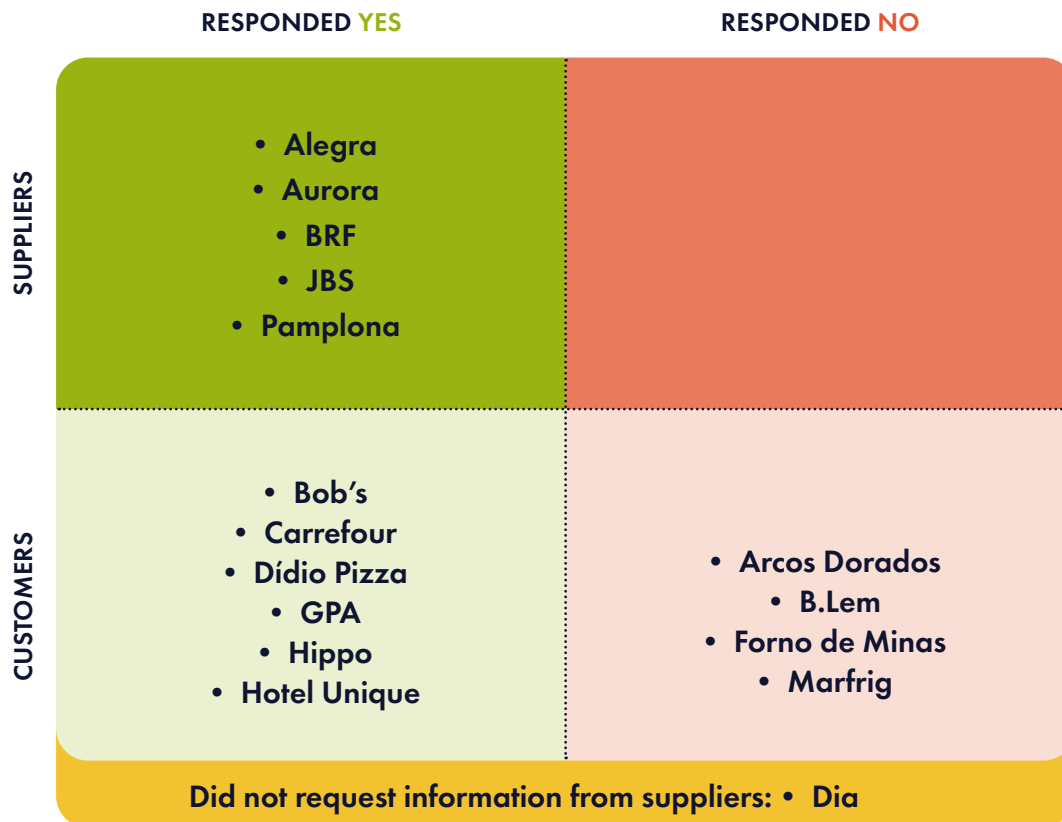 RESPONDED YES
RESPONDED NO
SUPPLIERS
• Alegra
• Aurora
• BRF
• JBS
• Pamplona
CUSTOMERS
• Bob’s
• Carrefour
• Dídio Pizza
• GPA
• Hippo
• Hotel Unique
• Arcos Dorados
• B.Lem
• Forno de Minas
• Marfrig
Did not request information from suppliers: • Dia